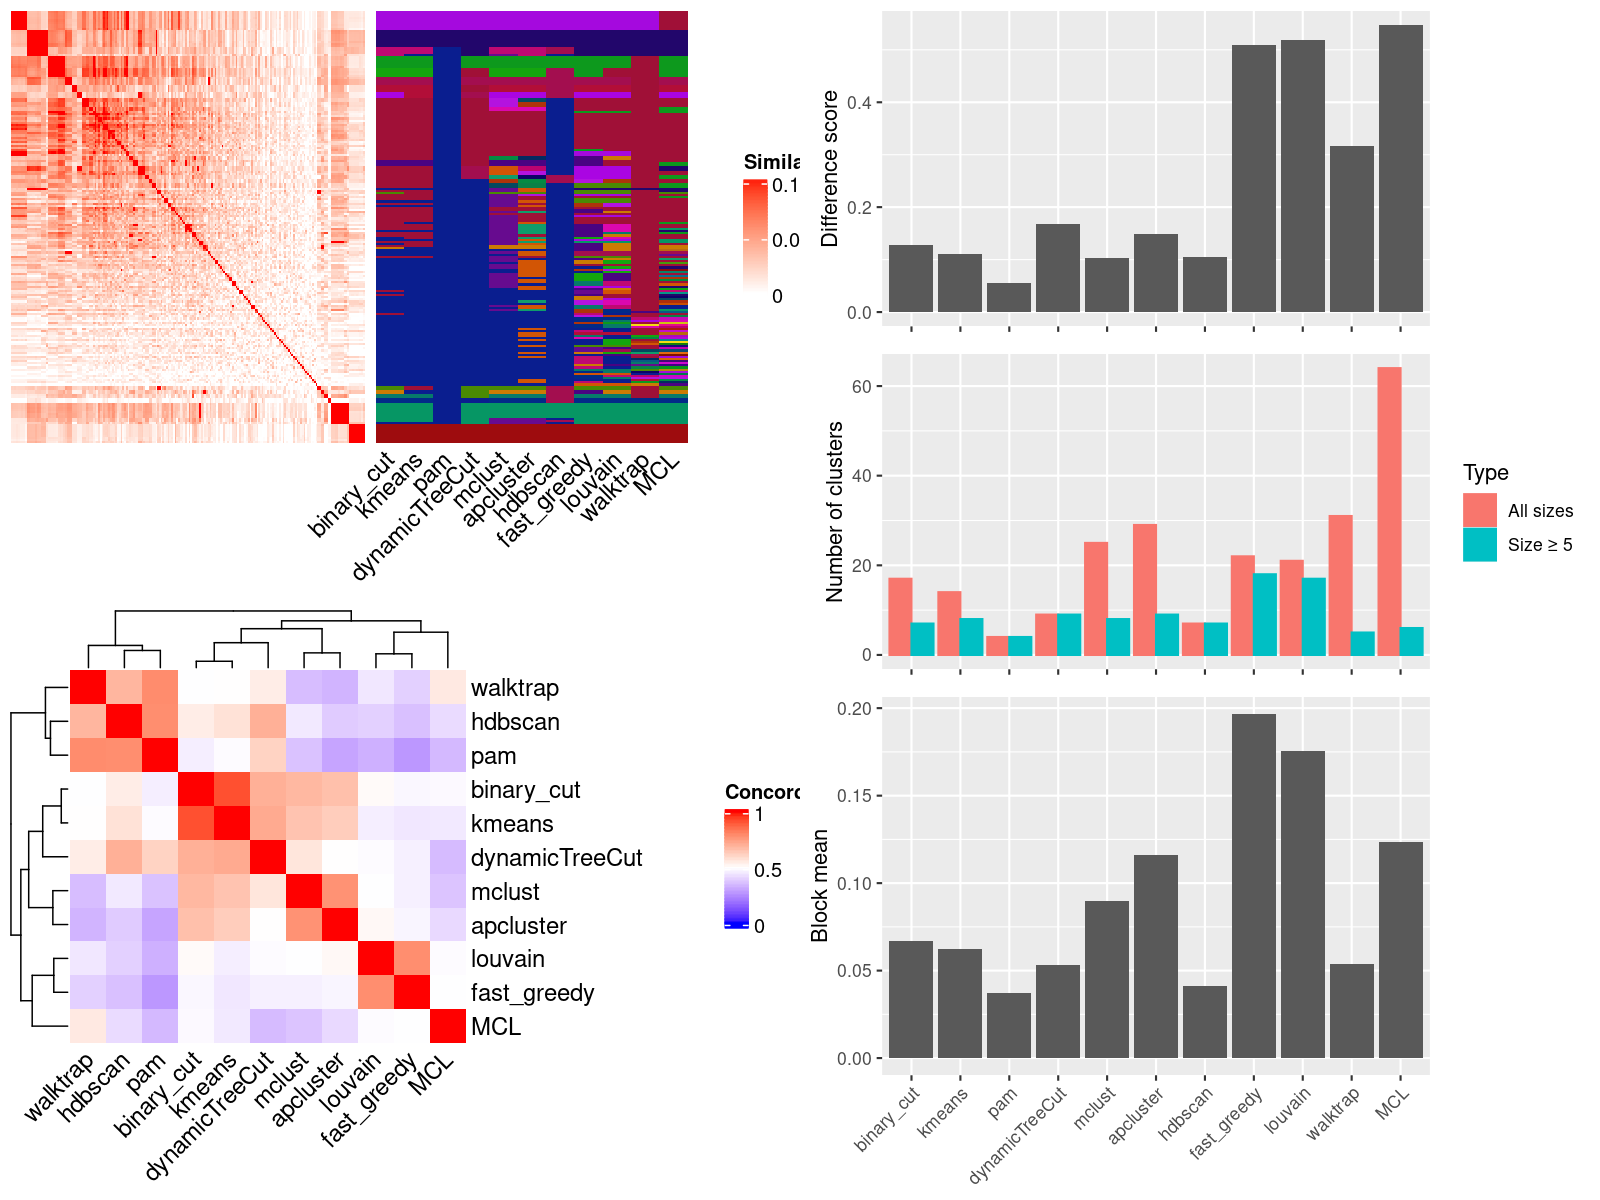 Simila
0.1
0.0
0
binary_cut
kmeans
pam
dynamicTreeCut
mclust
apcluster
hdbscan
fast_greedy
louvain
walktrap
MCL
walktrap
hdbscan
pam
binary_cut
kmeans
dynamicTreeCut
mclust
apcluster
louvain
fast_greedy
MCL
Concord
1
0.5
0
walktrap
hdbscan
pam
binary_cut
kmeans
dynamicTreeCut
mclust
apcluster
louvain
fast_greedy
MCL
Difference score
0.4
0.2
0.0
Number of clusters
60
40
20
0
Type
All sizes
Size ≥ 5
Block mean
0.20
0.15
0.10
0.05
0.00
binary_cut
kmeans
pam
dynamicTreeCut
mclust
apcluster
hdbscan
fast_greedy
louvain
walktrap
MCL